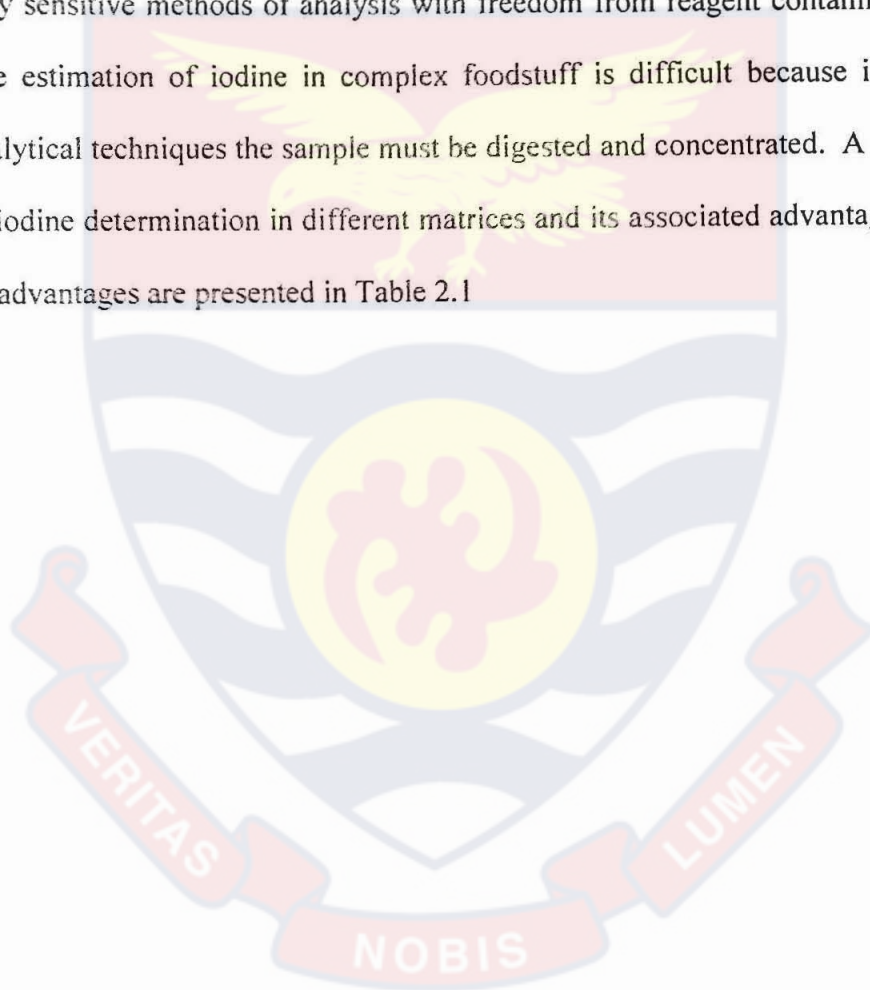 y sensitive methods of analysis with freedom from reagent contami
e estimation of iodine in complex foodstuff is difficult because i
lytical techniques the sample must be digested and concentrated. A
iodine determination in different matrices and its associated advanta
advantages are presented in Table 2.1
VERITAS
NOBIS
LUMEN